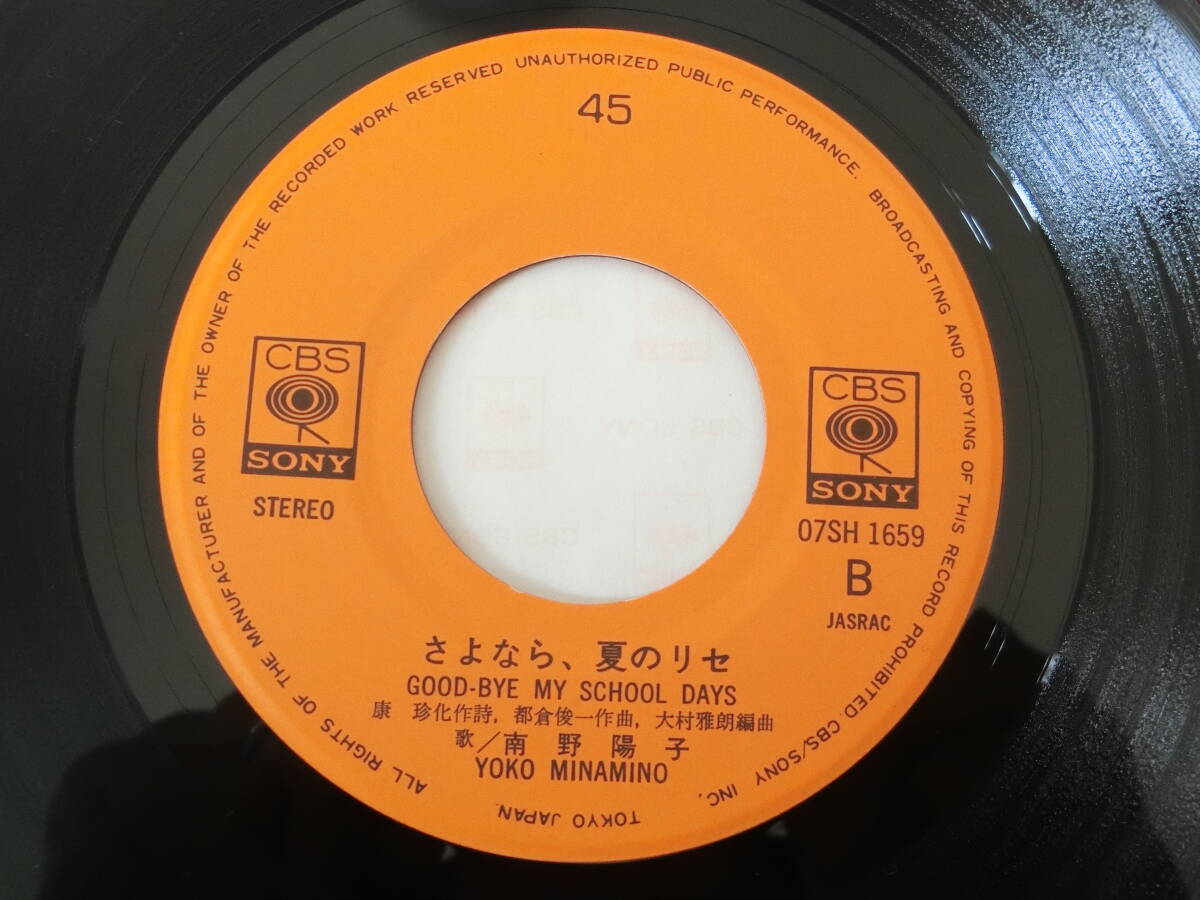 45
ALL RIGHTS OF THE MANUFACTURER AND OF THE OWNER OF THE RECORDED WORK RESERVED UNAUTHORIZED PUBLIC PERFORMANCE. BROADCASTING AND COPYING OF THIS RECORD PROHIBITED. CBS/SONY INC.
TOKYO JAPAN.
CBS
SONY
STEREO
CBS
SONY
07SH 1659
B
JASRAC
さよなら、夏のリセ
GOOD-BYE MY SCHOOL DAYS
康 珍化作詩, 都倉俊一作曲, 大村雅朗編曲
歌/南野陽子
YOKO MINAMINO